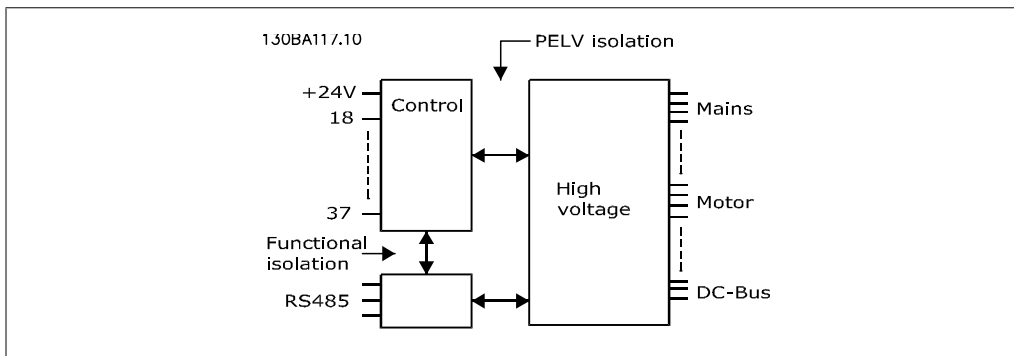 130BA117.10
PELV isolation
+24V
Control
Mains
18
High
voltage
Motor
37
Functional
isolation
RS485
DC-Bus